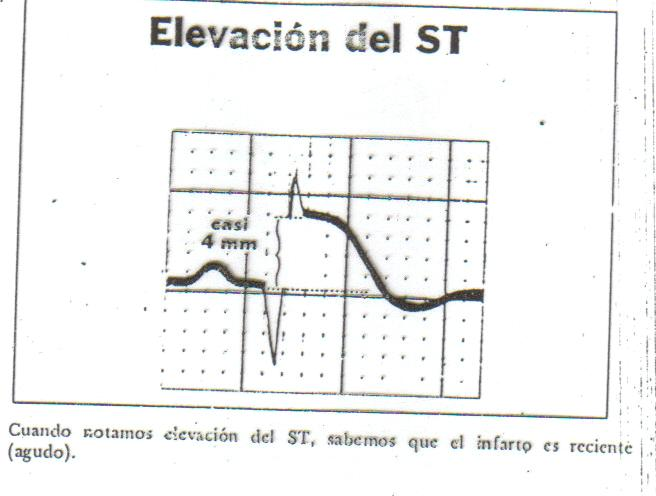 Elevación del ST
casi
4 mm
Cuando notamos elevación del ST, sabemos que el infarto es reciente
(agudo).